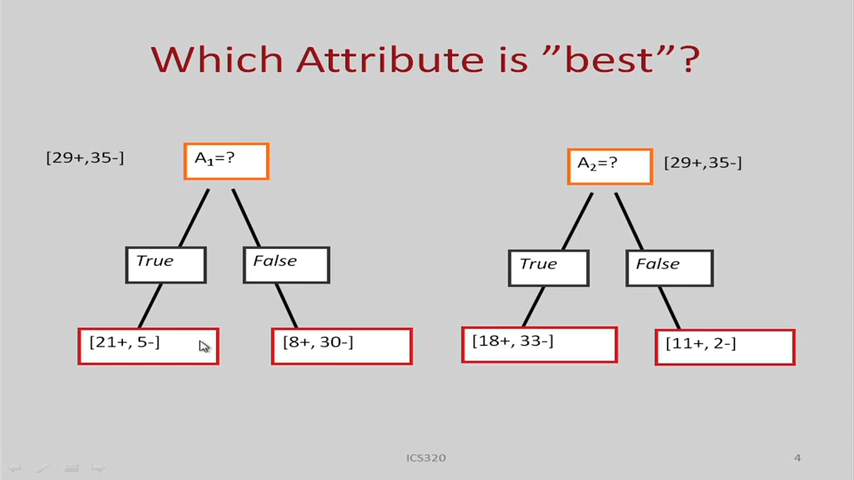 Which Attribute is ”best”?
[29+,35-]
A₁=?
A₂=?
[29+,35-]
True
False
True
False
[21+, 5-]
[8+, 30-]
[18+, 33-]
[11+, 2-]
ICS320
4